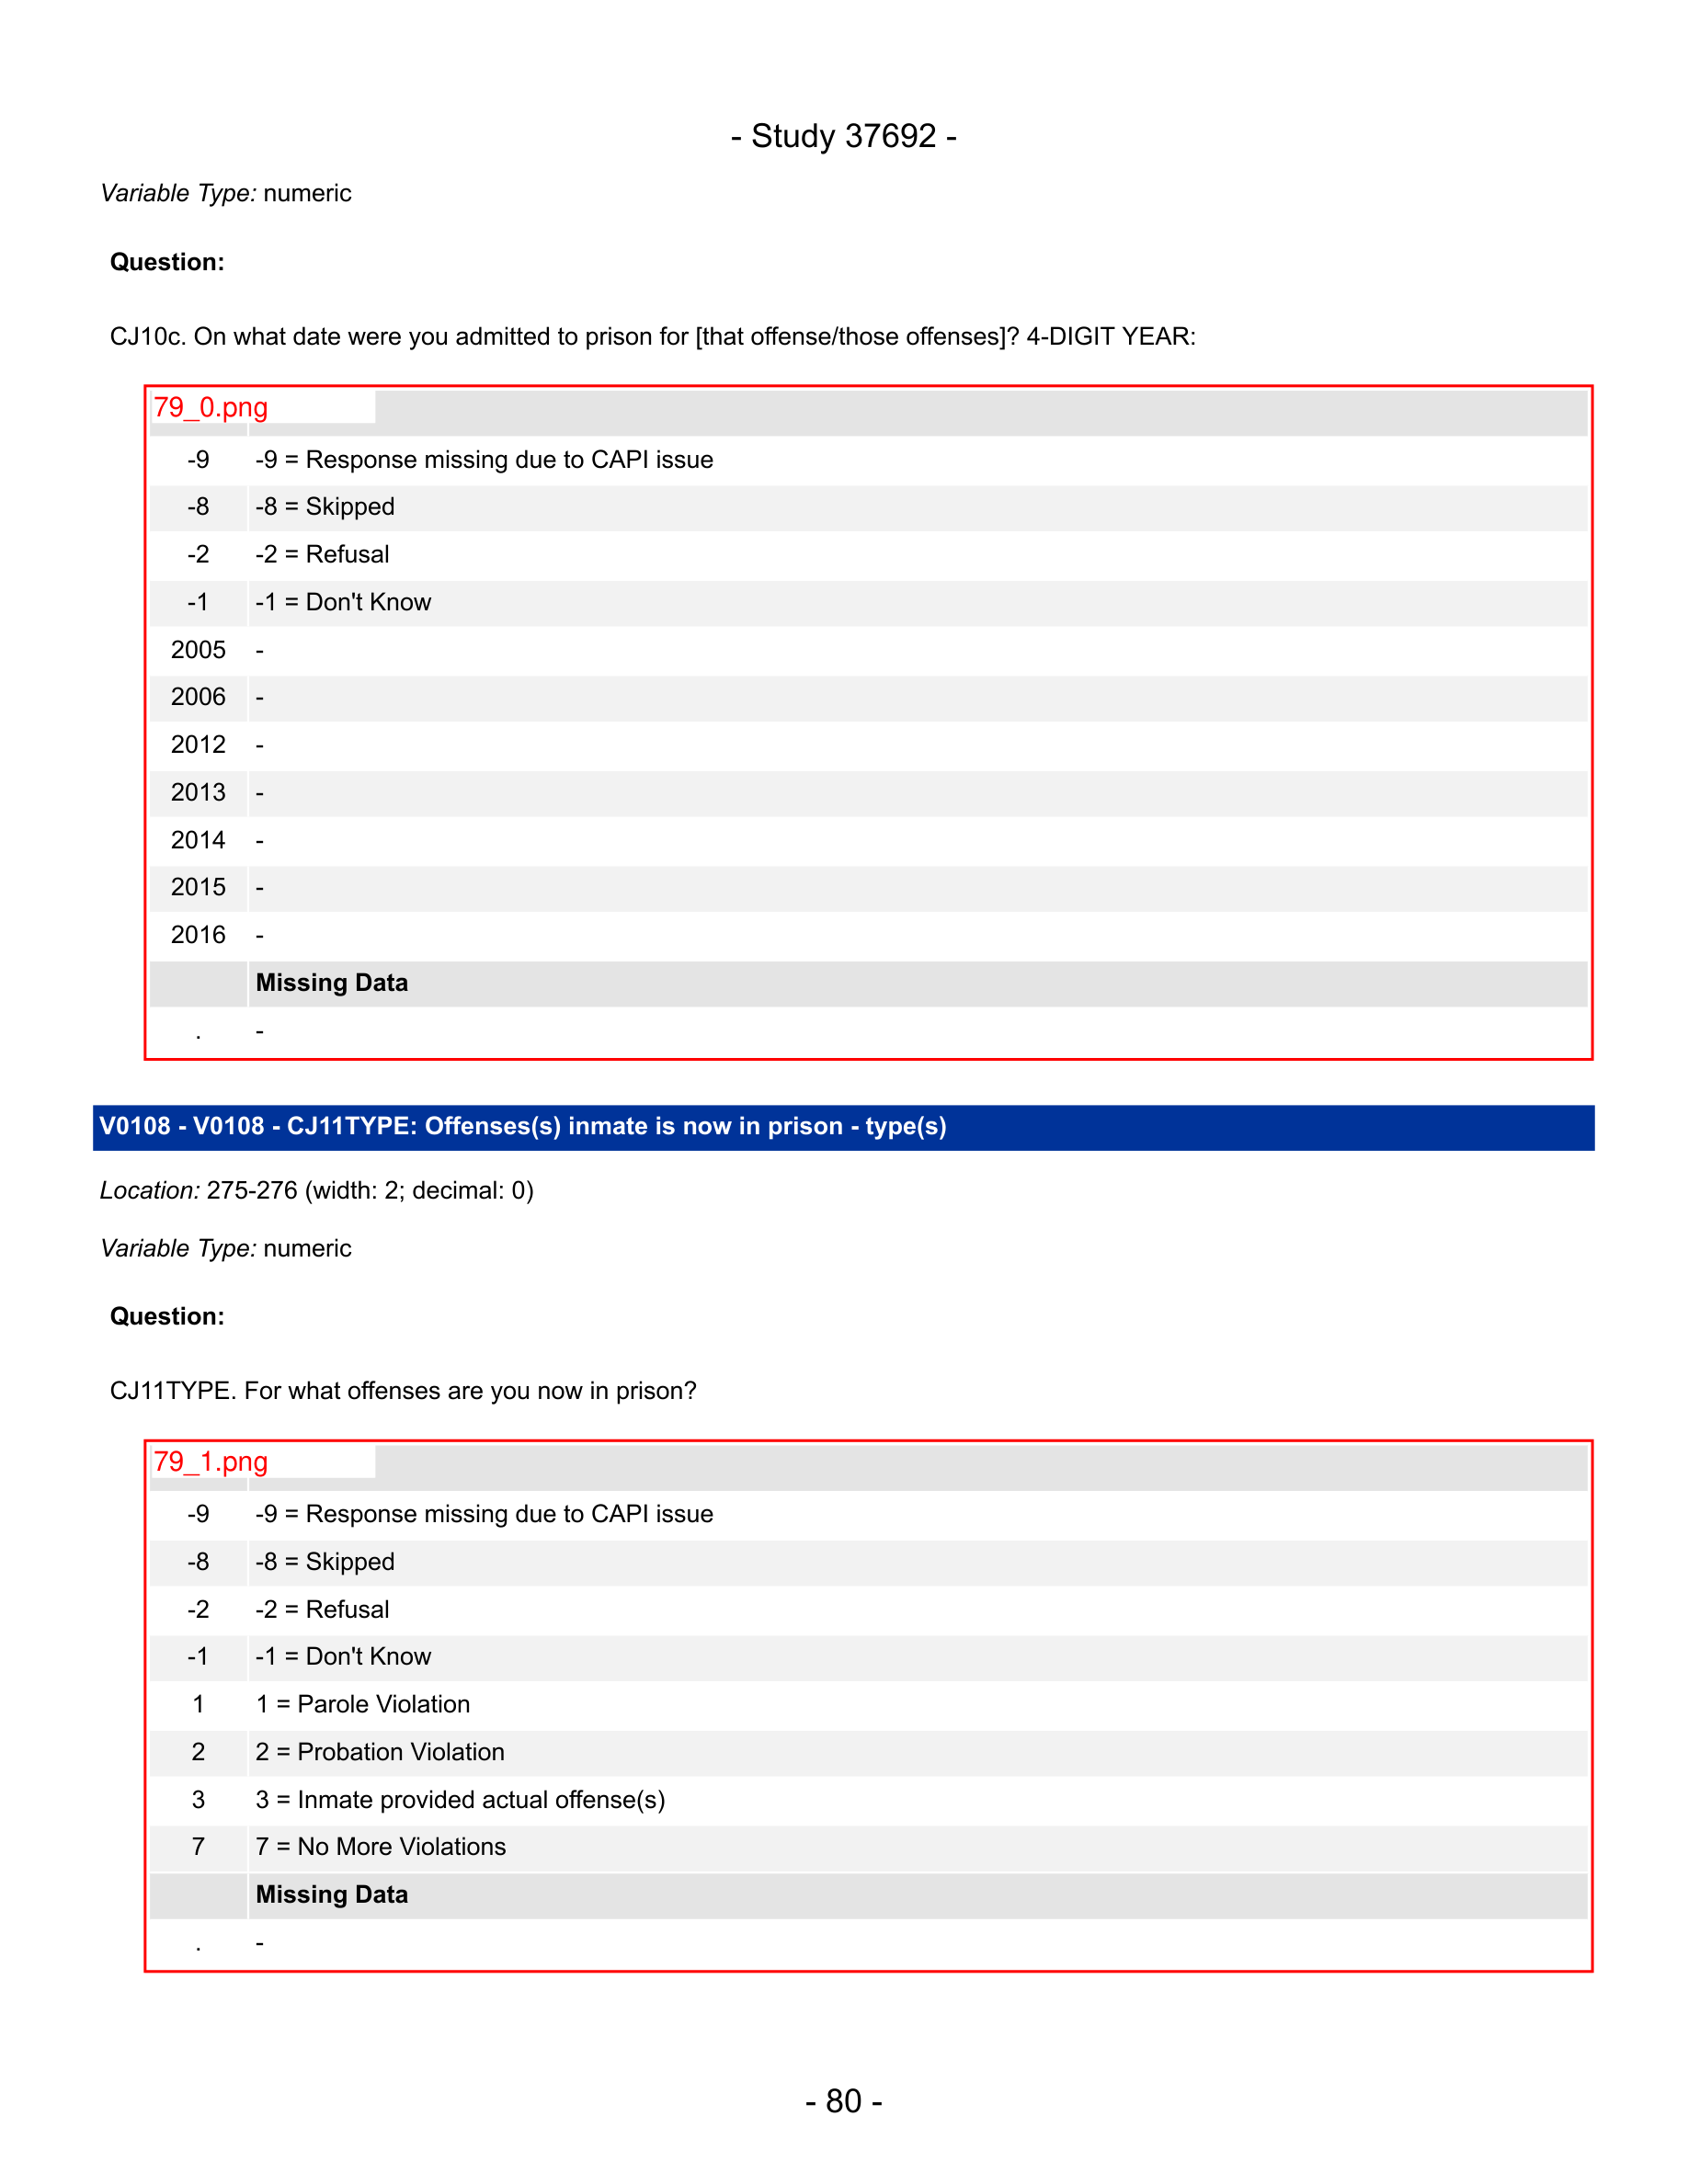 - Study 37692 -
Variable Type: numeric
Question:
CJ10c. On what date were you admitted to prison for [that offense/those offenses]? 4-DIGIT YEAR:
79_0.png
-9 -9 = Response missing due to CAPI issue
-8 -8 = Skipped
-2 -2 = Refusal
-1 -1 = Don't Know
2005 -
2006 -
2012 -
2013 -
2014 -
2015 -
2016 -
Missing Data
. -
V0108 - V0108 - CJ11TYPE: Offenses(s) inmate is now in prison - type(s)
Location: 275-276 (width: 2; decimal: 0)
Variable Type: numeric
Question:
CJ11TYPE. For what offenses are you now in prison?
79_1.png
-9 -9 = Response missing due to CAPI issue
-8 -8 = Skipped
-2 -2 = Refusal
-1 -1 = Don't Know
1 1 = Parole Violation
2 2 = Probation Violation
3 3 = Inmate provided actual offense(s)
7 7 = No More Violations
Missing Data
. -
- 80 -